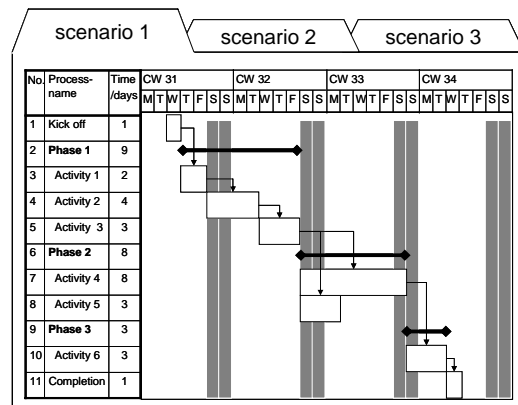 scenario 1 scenario 2 scenario 3
No. Process-name Time /days CW 31 CW 32 CW 33 CW 34
M T W T F S S M T W T F S S M T W T F S S M T W T F S S
1 Kick off 1
2 Phase 1 9
3 Activity 1 2
4 Activity 2 4
5 Activity 3 3
6 Phase 2 8
7 Activity 4 8
8 Activity 5 3
9 Phase 3 3
10 Activity 6 3
11 Completion 1